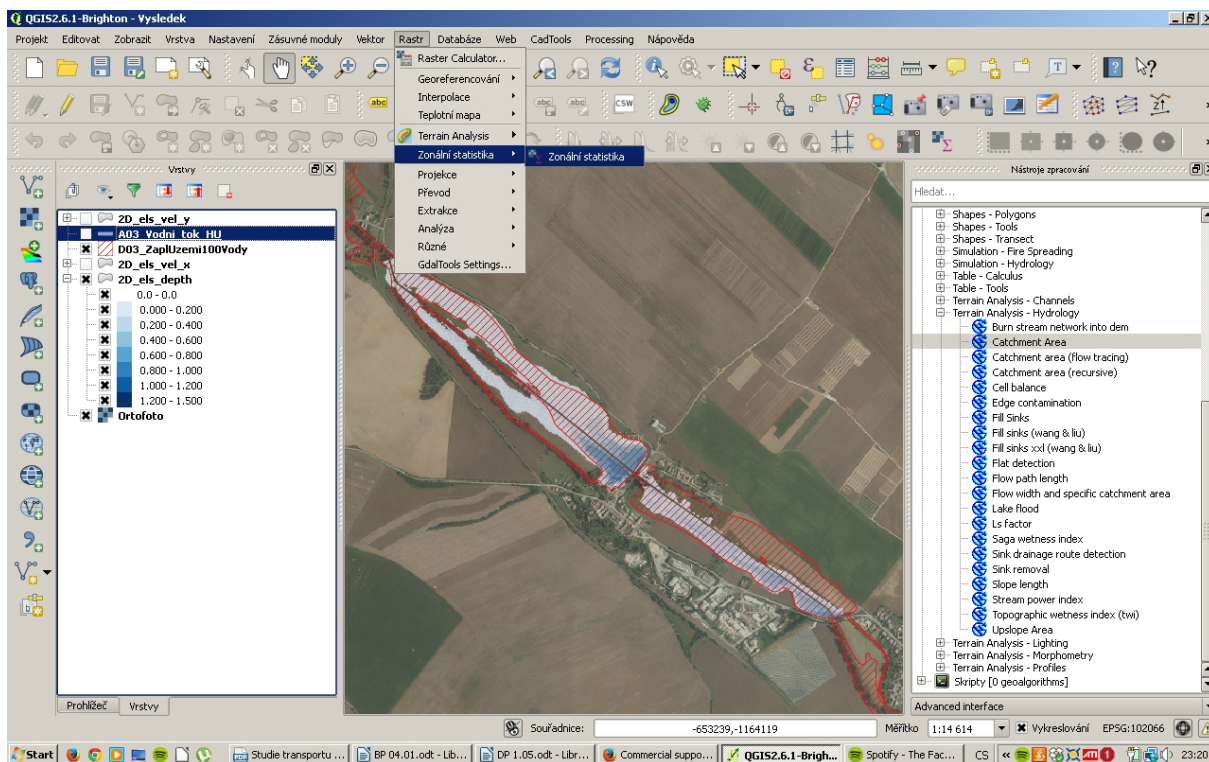 QGIS2.6.1-Brighton - Vysledek
Projekt Editovat Zobrazit Vrstva Nastavení Zásuvné moduly Vektor Rastr Databáze Web CadTools Processing Nápověda
Raster Calculator...
Georeferencování
Interpolace
Teplotní mapa
Terrain Analysis
Zonální statistika
Projekce
Převod
Extrakce
Analýza
Různé
GdalTools Settings...
Zonální statistika
abc
abc
abc
CSW
Vrstvy
2D_els_vel_y
A03_Vodni_tok_HU
D03_ZaplUzemi100Vody
2D_els_vel_x
2D_els_depth
0.0 - 0.0
0.000 - 0.200
0.200 - 0.400
0.400 - 0.600
0.600 - 0.800
0.800 - 1.000
1.000 - 1.200
1.200 - 1.500
Ortofoto
Prohlížeč Vrstvy
Nástroje zpracování
Hledat...
Shapes - Polygons
Shapes - Tools
Shapes - Transect
Simulation - Fire Spreading
Simulation - Hydrology
Table - Calculus
Table - Tools
Terrain Analysis - Channels
Terrain Analysis - Hydrology
Burn stream network into dem
Catchment Area
Catchment area (flow tracing)
Catchment area (recursive)
Cell balance
Edge contamination
Fill Sinks
Fill sinks (wang & liu)
Fill sinks xxl (wang & liu)
Flat detection
Flow path length
Flow width and specific catchment area
Lake flood
Ls factor
Saga wetness index
Sink drainage route detection
Sink removal
Slope length
Stream power index
Topographic wetness index (twi)
Upslope Area
Terrain Analysis - Lighting
Terrain Analysis - Morphometry
Terrain Analysis - Profiles
Skripty [0 geoalgorithms]
Advanced interface
Souřadnice: -653239,-1164119 Měřítko 1:14 614 Vykreslování EPSG:102066
Start Studie transportu ... BP 04.01.odt - Lib... DP 1.05.odt - Libr... Commercial suppo... QGIS2.6.1-Brigh... Spotify - The Fac... CS 23:20